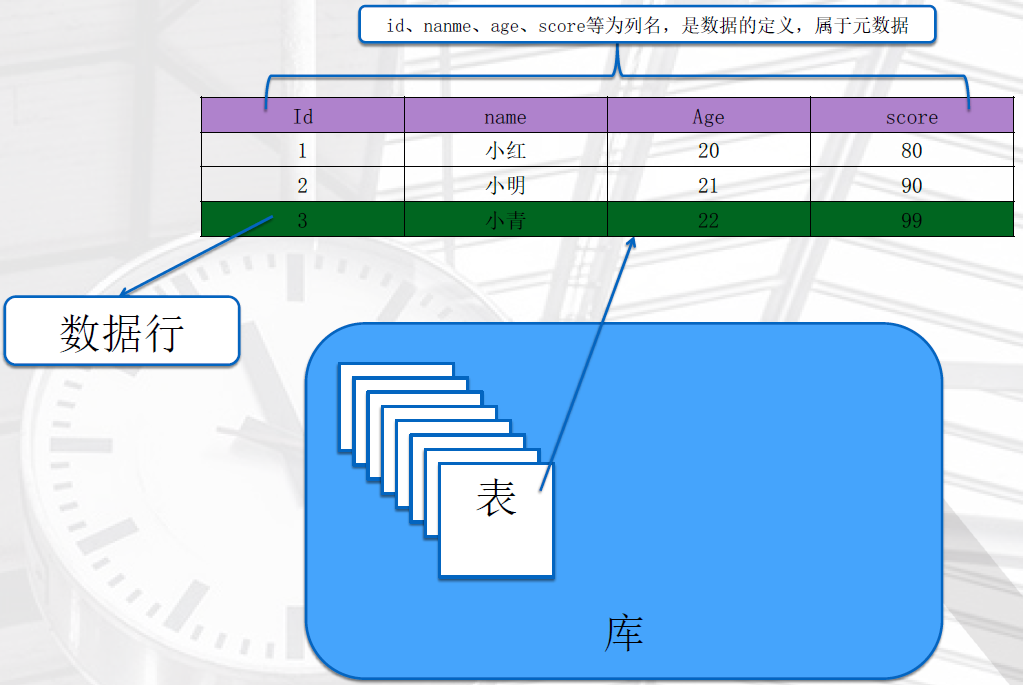 id、nanme、age、score等为列名，是数据的定义，属于元数据
Id name Age score
1 小红 20 80
2 小明 21 90
3 小青 22 99
数据行
表
库